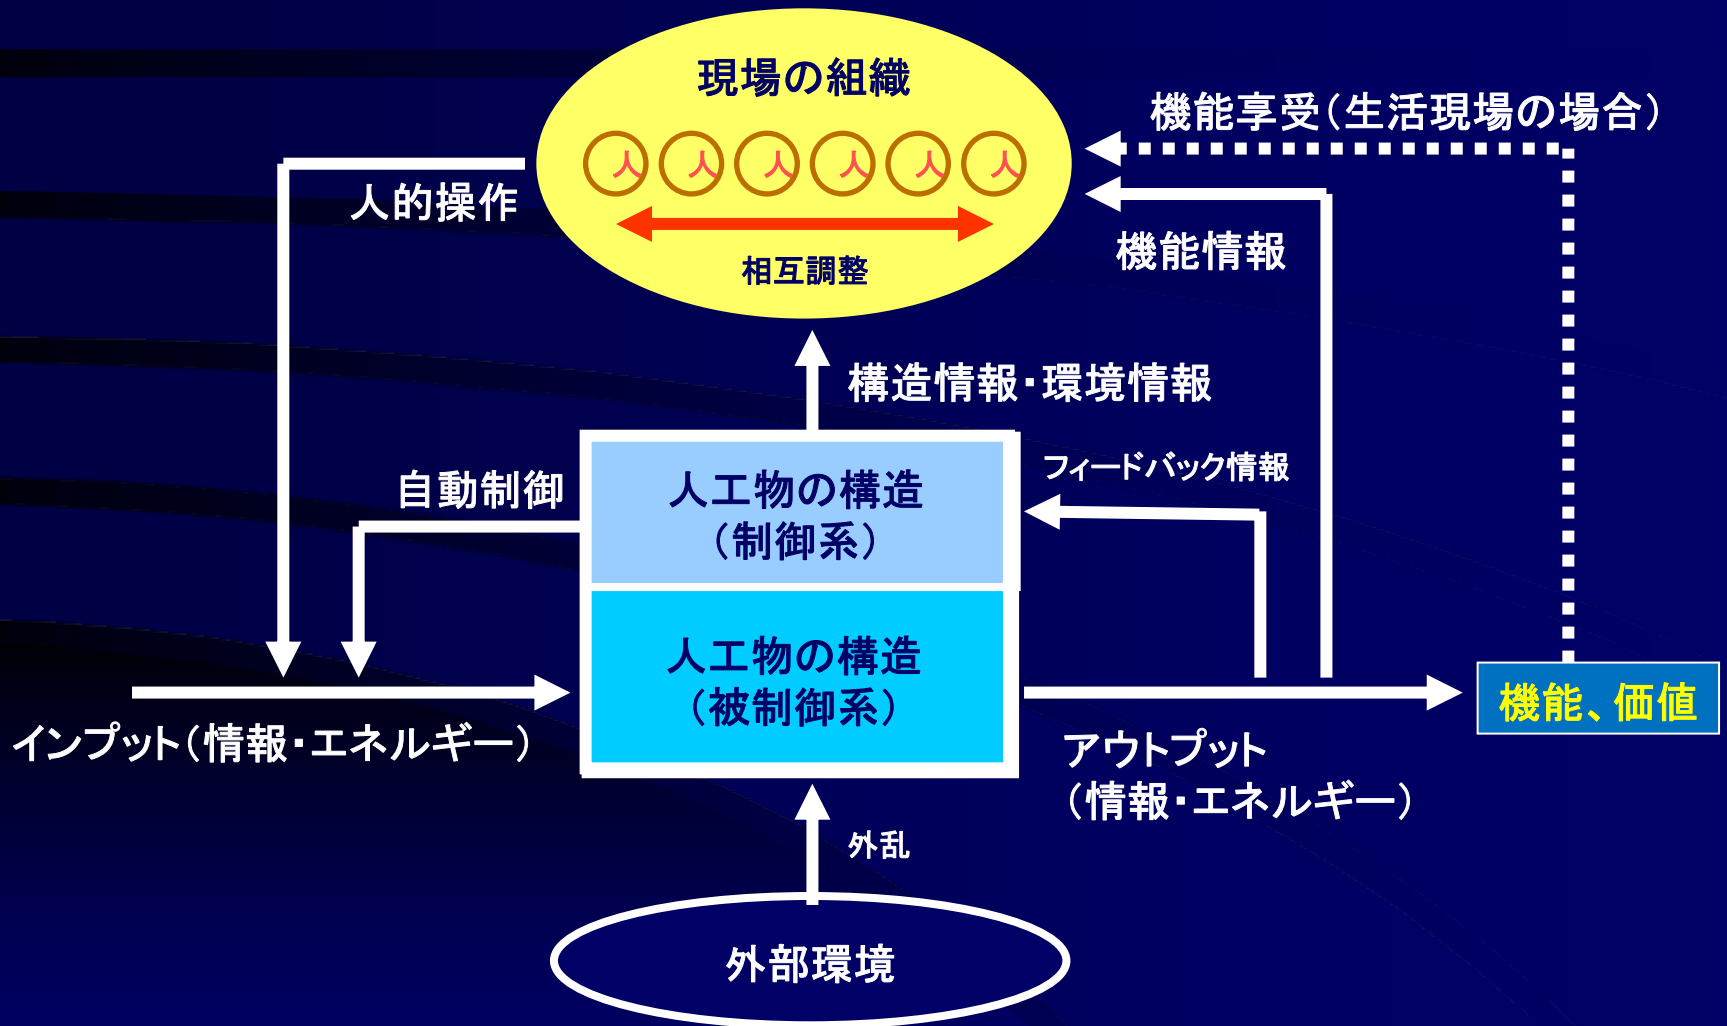 現場の組織
人 人 人 人 人 人
相互調整
機能享受（生活現場の場合）
人的操作
機能情報
構造情報・環境情報
フィードバック情報
自動制御
人工物の構造
（制御系）
人工物の構造
（被制御系）
機能、価値
インプット（情報・エネルギー）
アウトプット
（情報・エネルギー）
外乱
外部環境